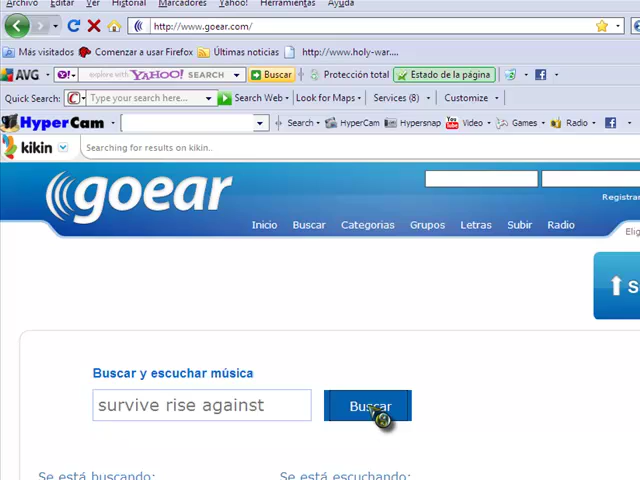 Archivo Editar Ver Historial Marcadores Yahoo! Herramientas Ayuda
http://www.goear.com/
Más visitados Comenzar a usar Firefox Últimas noticias http://www.holy-war....
AVG Y! explore with YAHOO! SEARCH Buscar Protección total Estado de la página
Quick Search: Type your search here... Search Web Look for Maps Services (8) Customize
HyperCam Search HyperCam Hypersnap Video Games Radio
kikin Searching for results on kikin..
goear
Registrar
Inicio Buscar Categorias Grupos Letras Subir Radio
Elig
S
Buscar y escuchar música
survive rise against Buscar
Se está buscando: Se está escuchando: